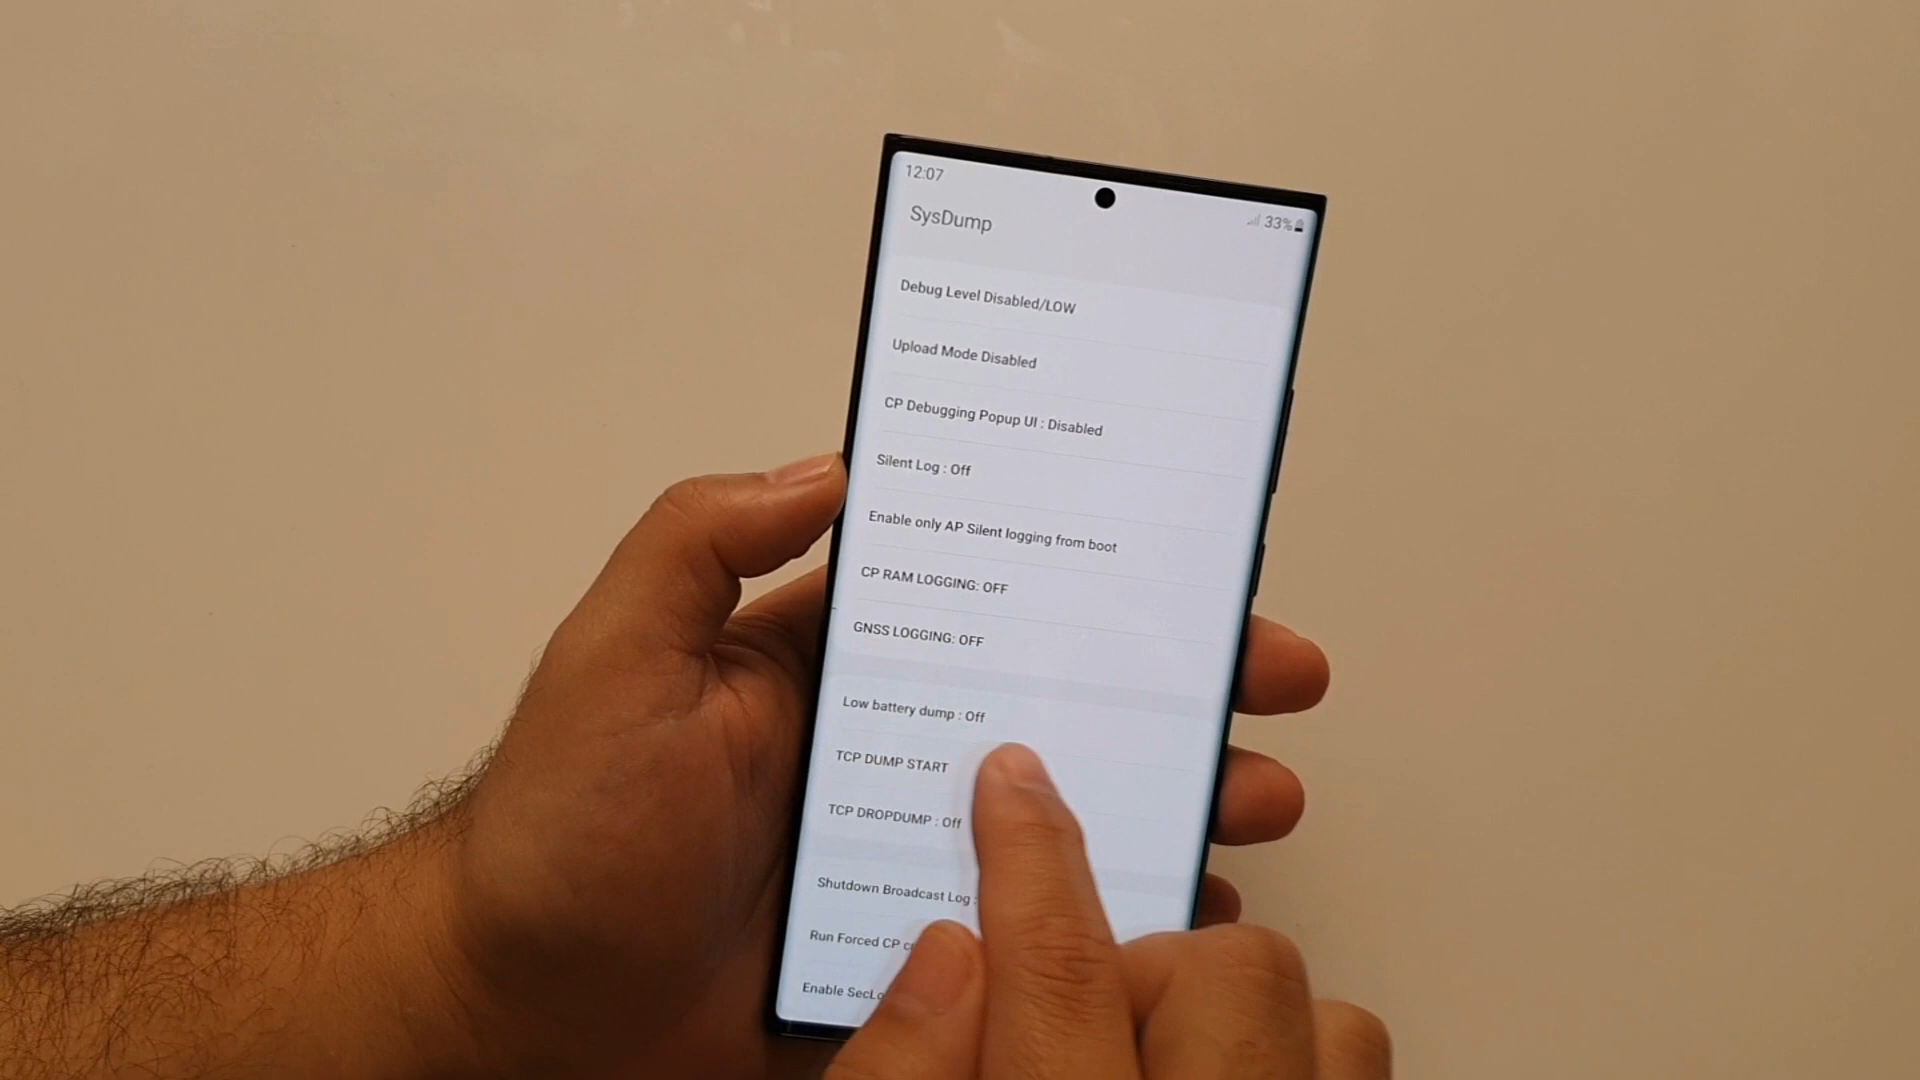 12:07
33%
SysDump
Debug Level Disabled/LOW
Upload Mode Disabled
CP Debugging Popup UI : Disabled
Silent Log : Off
Enable only AP Silent logging from boot
CP RAM LOGGING: OFF
GNSS LOGGING: OFF
Low battery dump : Off
TCP DUMP START
TCP DROPDUMP : Off
Shutdown Broadcast Log :
Run Forced CP
Enable